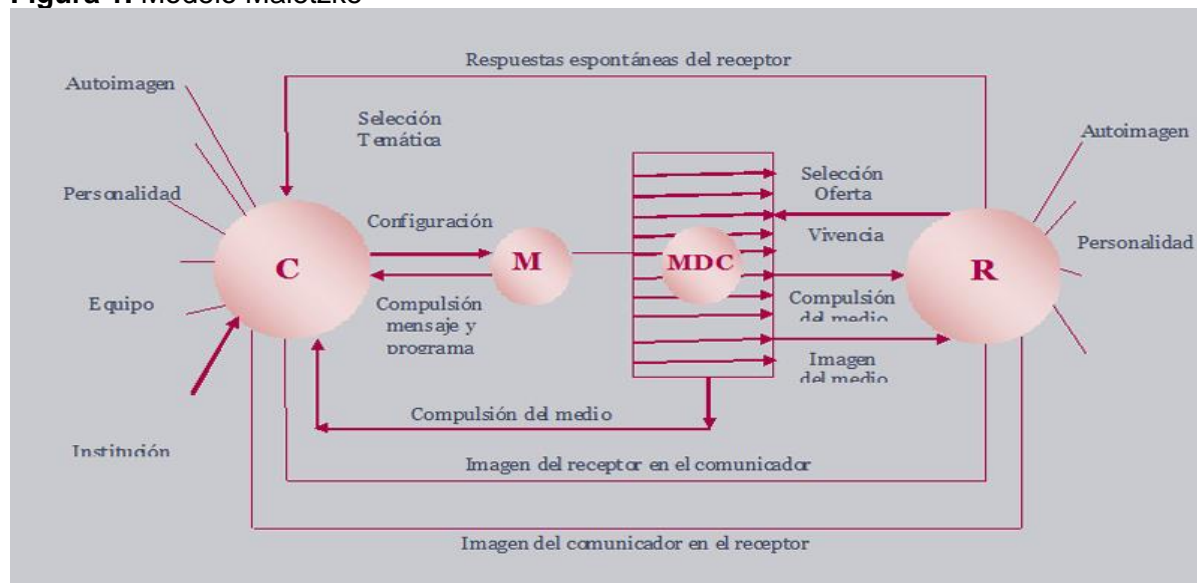 Figura 1. Modelo Maletzke
Respuestas espontáneas del receptor
Autoimagen
Selección
Temática
Autoimagen
Selección
Oferta
Personalidad
Configuración
Vivencia
Personalidad
C
M
MDC
R
Equipo
Compulsión
mensaje y
programa
Compulsión
del medio
Imagen
del medio
Compulsión del medio
Institución
Imagen del receptor en el comunicador
Imagen del comunicador en el receptor